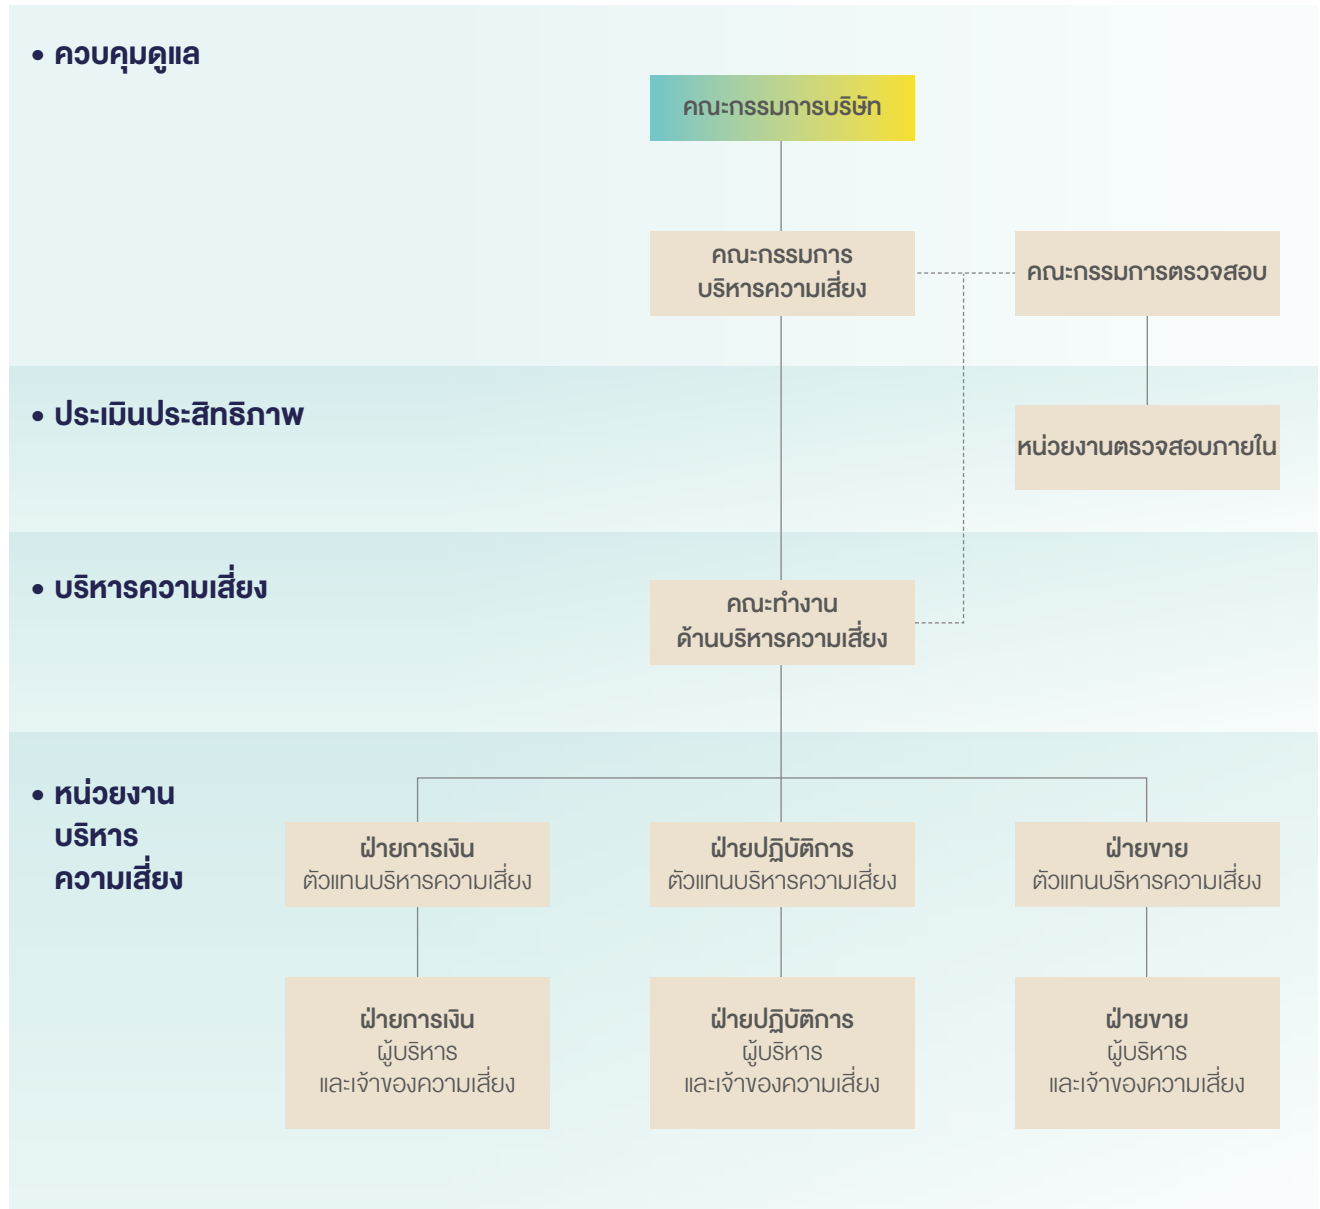 • ควบคุมดูแล
คณะกรรมการบริษัท
คณะกรรมการ
บริหารความเสี่ยง
คณะกรรมการตรวจสอบ
• ประเมินประสิทธิภาพ
หน่วยงานตรวจสอบภายใน
• บริหารความเสี่ยง
คณะทำงาน
ด้านบริหารความเสี่ยง
• หน่วยงาน
บริหาร
ความเสี่ยง
ฝ่ายการเงิน
ตัวแทนบริหารความเสี่ยง
ฝ่ายปฏิบัติการ
ตัวแทนบริหารความเสี่ยง
ฝ่ายขาย
ตัวแทนบริหารความเสี่ยง
ฝ่ายการเงิน
ผู้บริหาร
และเจ้าของความเสี่ยง
ฝ่ายปฏิบัติการ
ผู้บริหาร
และเจ้าของความเสี่ยง
ฝ่ายขาย
ผู้บริหาร
และเจ้าของความเสี่ยง